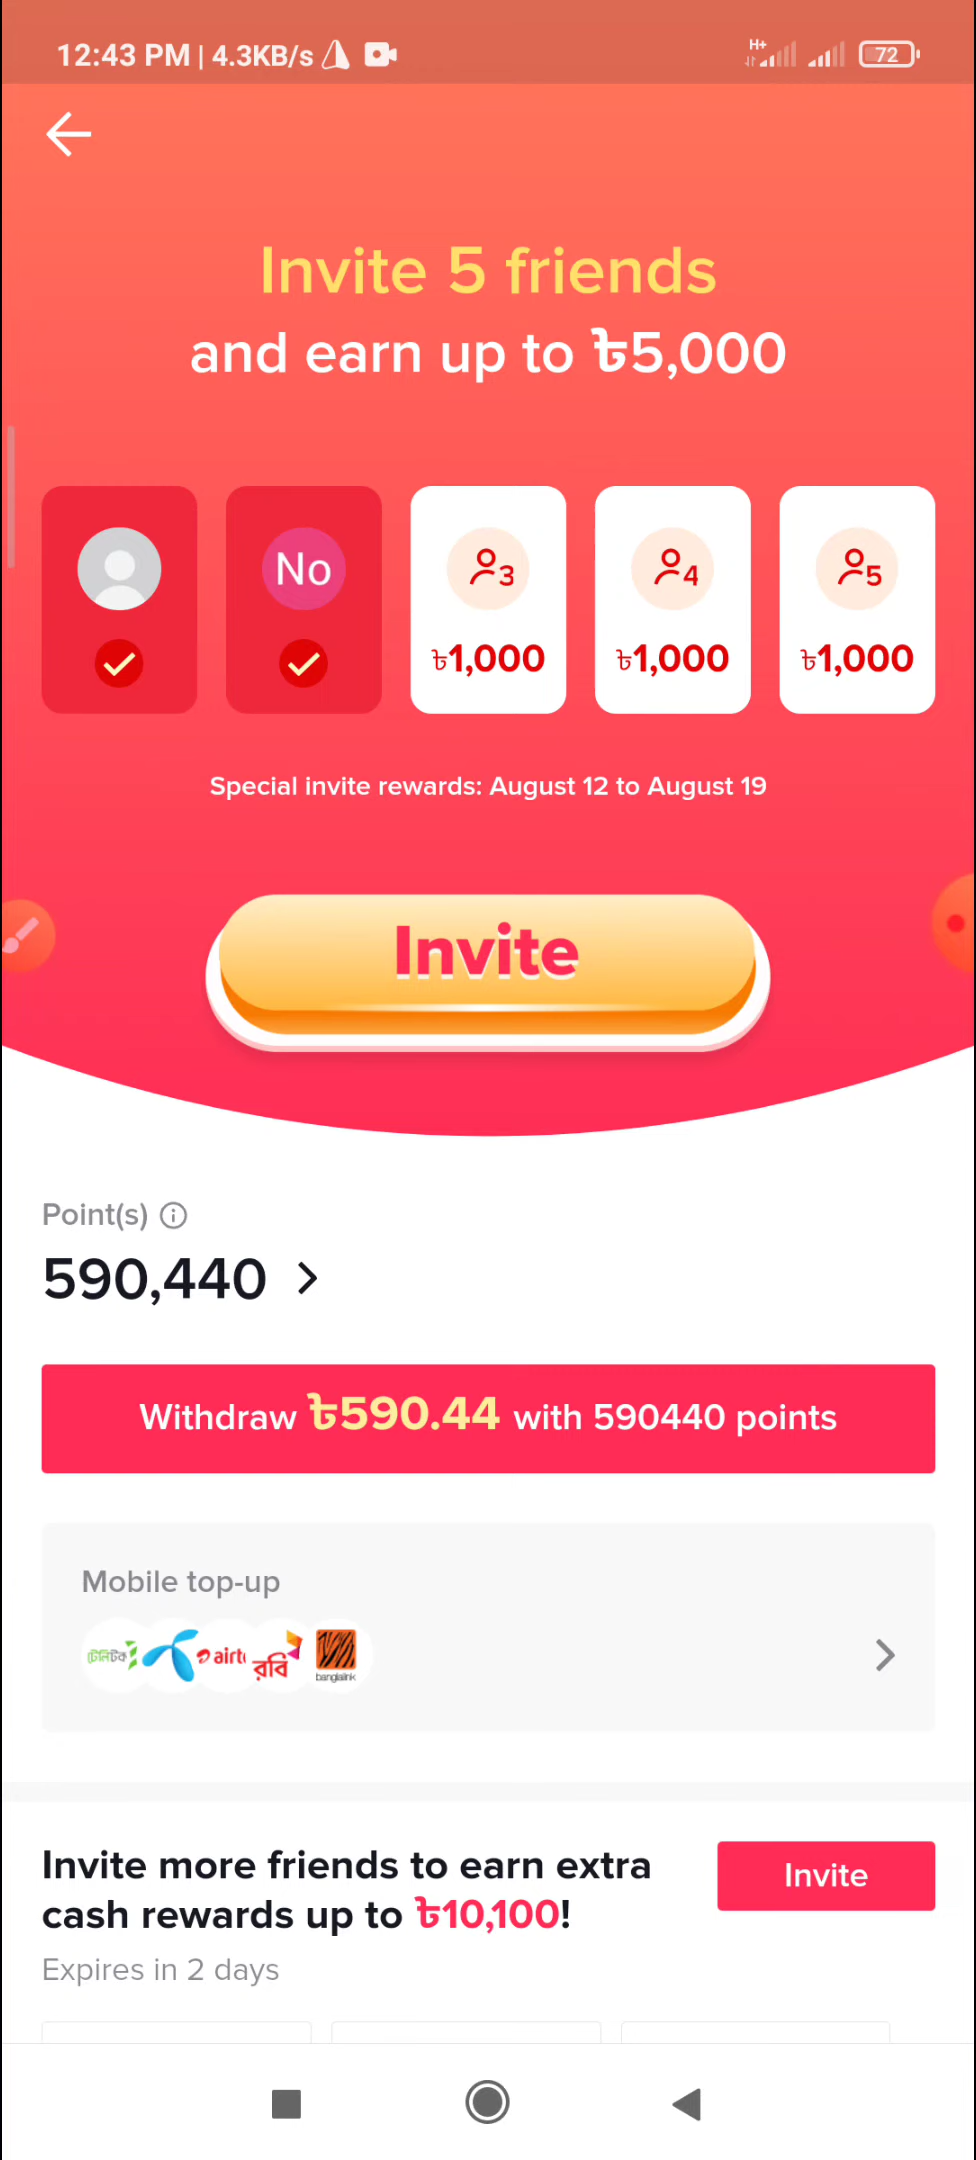 12:43 PM | 4.3KB/s
H+
72
Invite 5 friends
and earn up to ৳5,000
No
3
4
5
৳1,000
৳1,000
৳1,000
Special invite rewards: August 12 to August 19
Invite
Point(s)
590,440
Withdraw ৳590.44 with 590440 points
Mobile top-up
টেলিটক
airt
রবি
banglalink
Invite more friends to earn extra
cash rewards up to ৳10,100!
Invite
Expires in 2 days